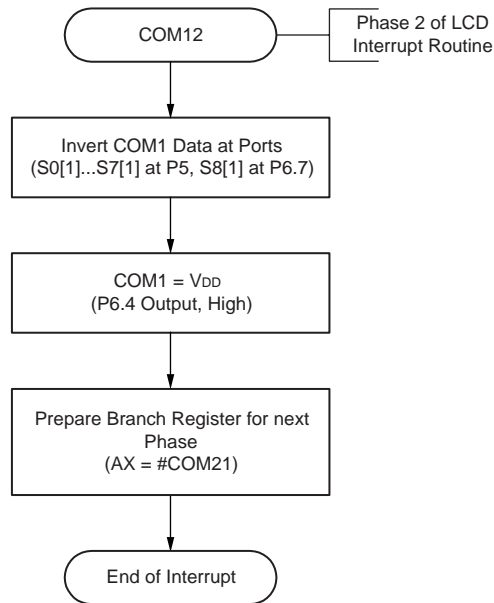 COM12
Phase 2 of LCD
Interrupt Routine
Invert COM1 Data at Ports
(S0[1]...S7[1] at P5, S8[1] at P6.7)
COM1 = VDD
(P6.4 Output, High)
Prepare Branch Register for next
Phase
(AX = #COM21)
End of Interrupt